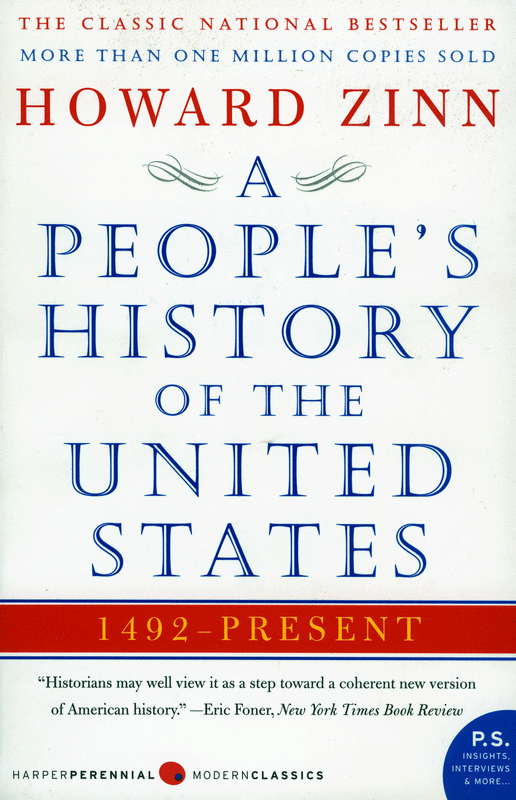 THE CLASSIC NATIONAL BESTSELLER
MORE THAN ONE MILLION COPIES SOLD
HOWARD ZINN
A
PEOPLE'S
HISTORY
OF THE
UNITED
STATES
1492–PRESENT
“Historians may well view it as a step toward a coherent new version
of American history.” —Eric Foner, New York Times Book Review
P.S.
INSIGHTS,
INTERVIEWS
& MORE...
HARPERPERENNIAL MODERNCLASSICS